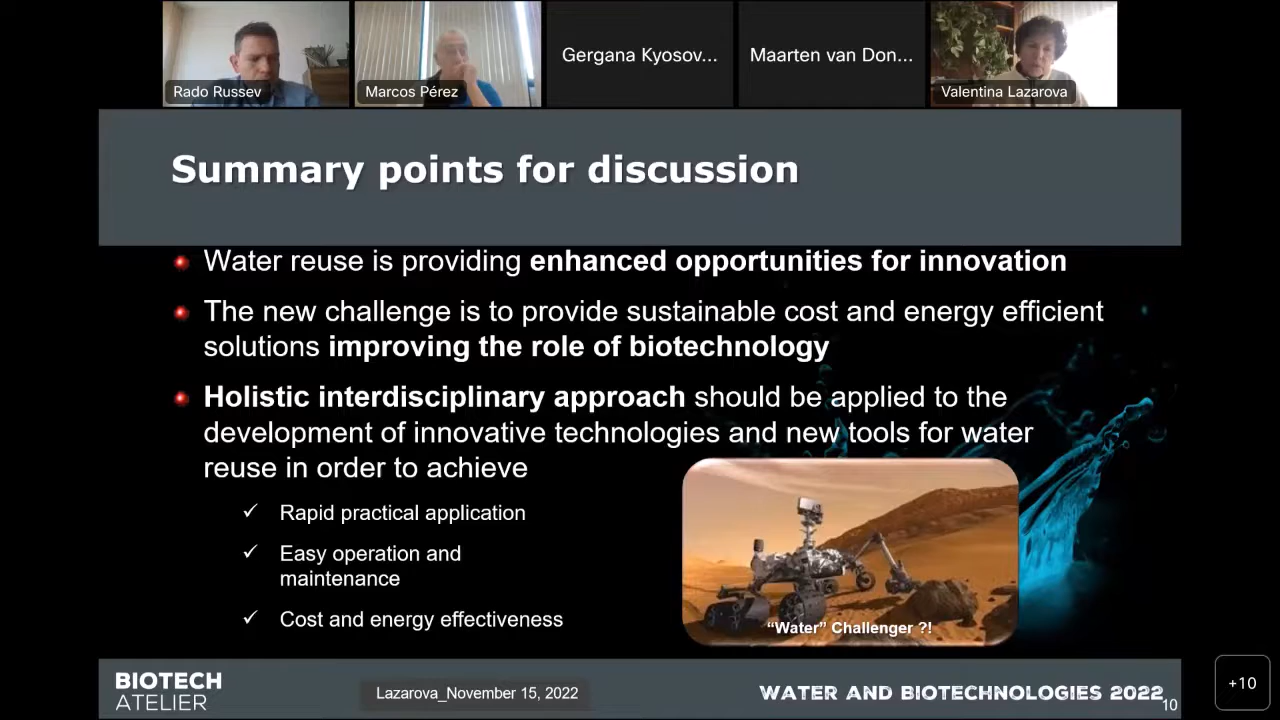 Rado Russev
Marcos Pérez
Gergana Kyosov...
Maarten van Don...
Valentina Lazarova
Summary points for discussion
Water reuse is providing enhanced opportunities for innovation
The new challenge is to provide sustainable cost and energy efficient
solutions improving the role of biotechnology
Holistic interdisciplinary approach should be applied to the
development of innovative technologies and new tools for water
reuse in order to achieve
✓ Rapid practical application
✓ Easy operation and
maintenance
✓ Cost and energy effectiveness
“Water” Challenger ?!
BIOTECH
ATELIER
Lazarova_November 15, 2022
WATER AND BIOTECHNOLOGIES 2022
10
+10